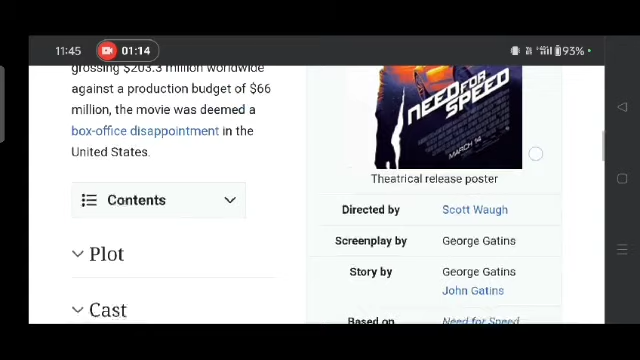 11:45
01:14
93%
grossing $203.3 million worldwide
against a production budget of $66
million, the movie was deemed a
box-office disappointment in the
United States.
Contents
Plot
Cast
NEED FOR
SPEED
MARCH 14
Theatrical release poster
Directed by Scott Waugh
Screenplay by George Gatins
Story by George Gatins
John Gatins
Based on Need for Speed